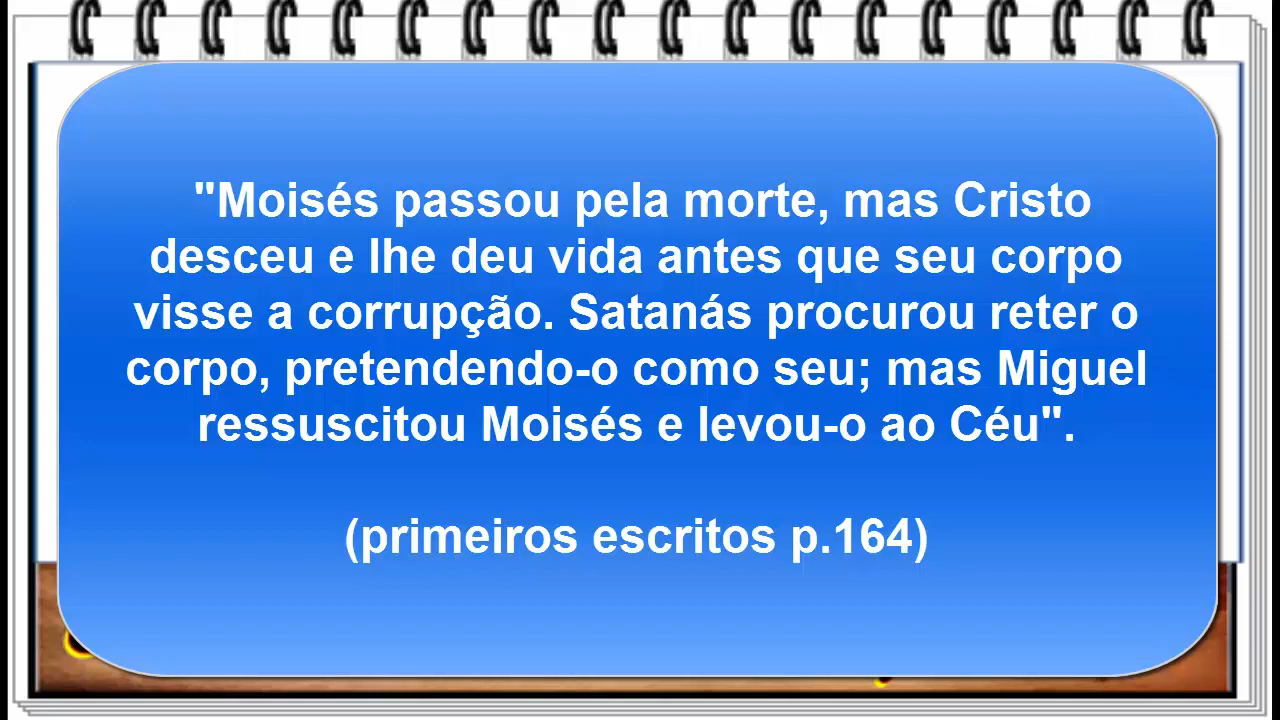 "Moisés passou pela morte, mas Cristo
desceu e lhe deu vida antes que seu corpo
visse a corrupção. Satanás procurou reter o
corpo, pretendendo-o como seu; mas Miguel
ressuscitou Moisés e levou-o ao Céu".
(primeiros escritos p.164)